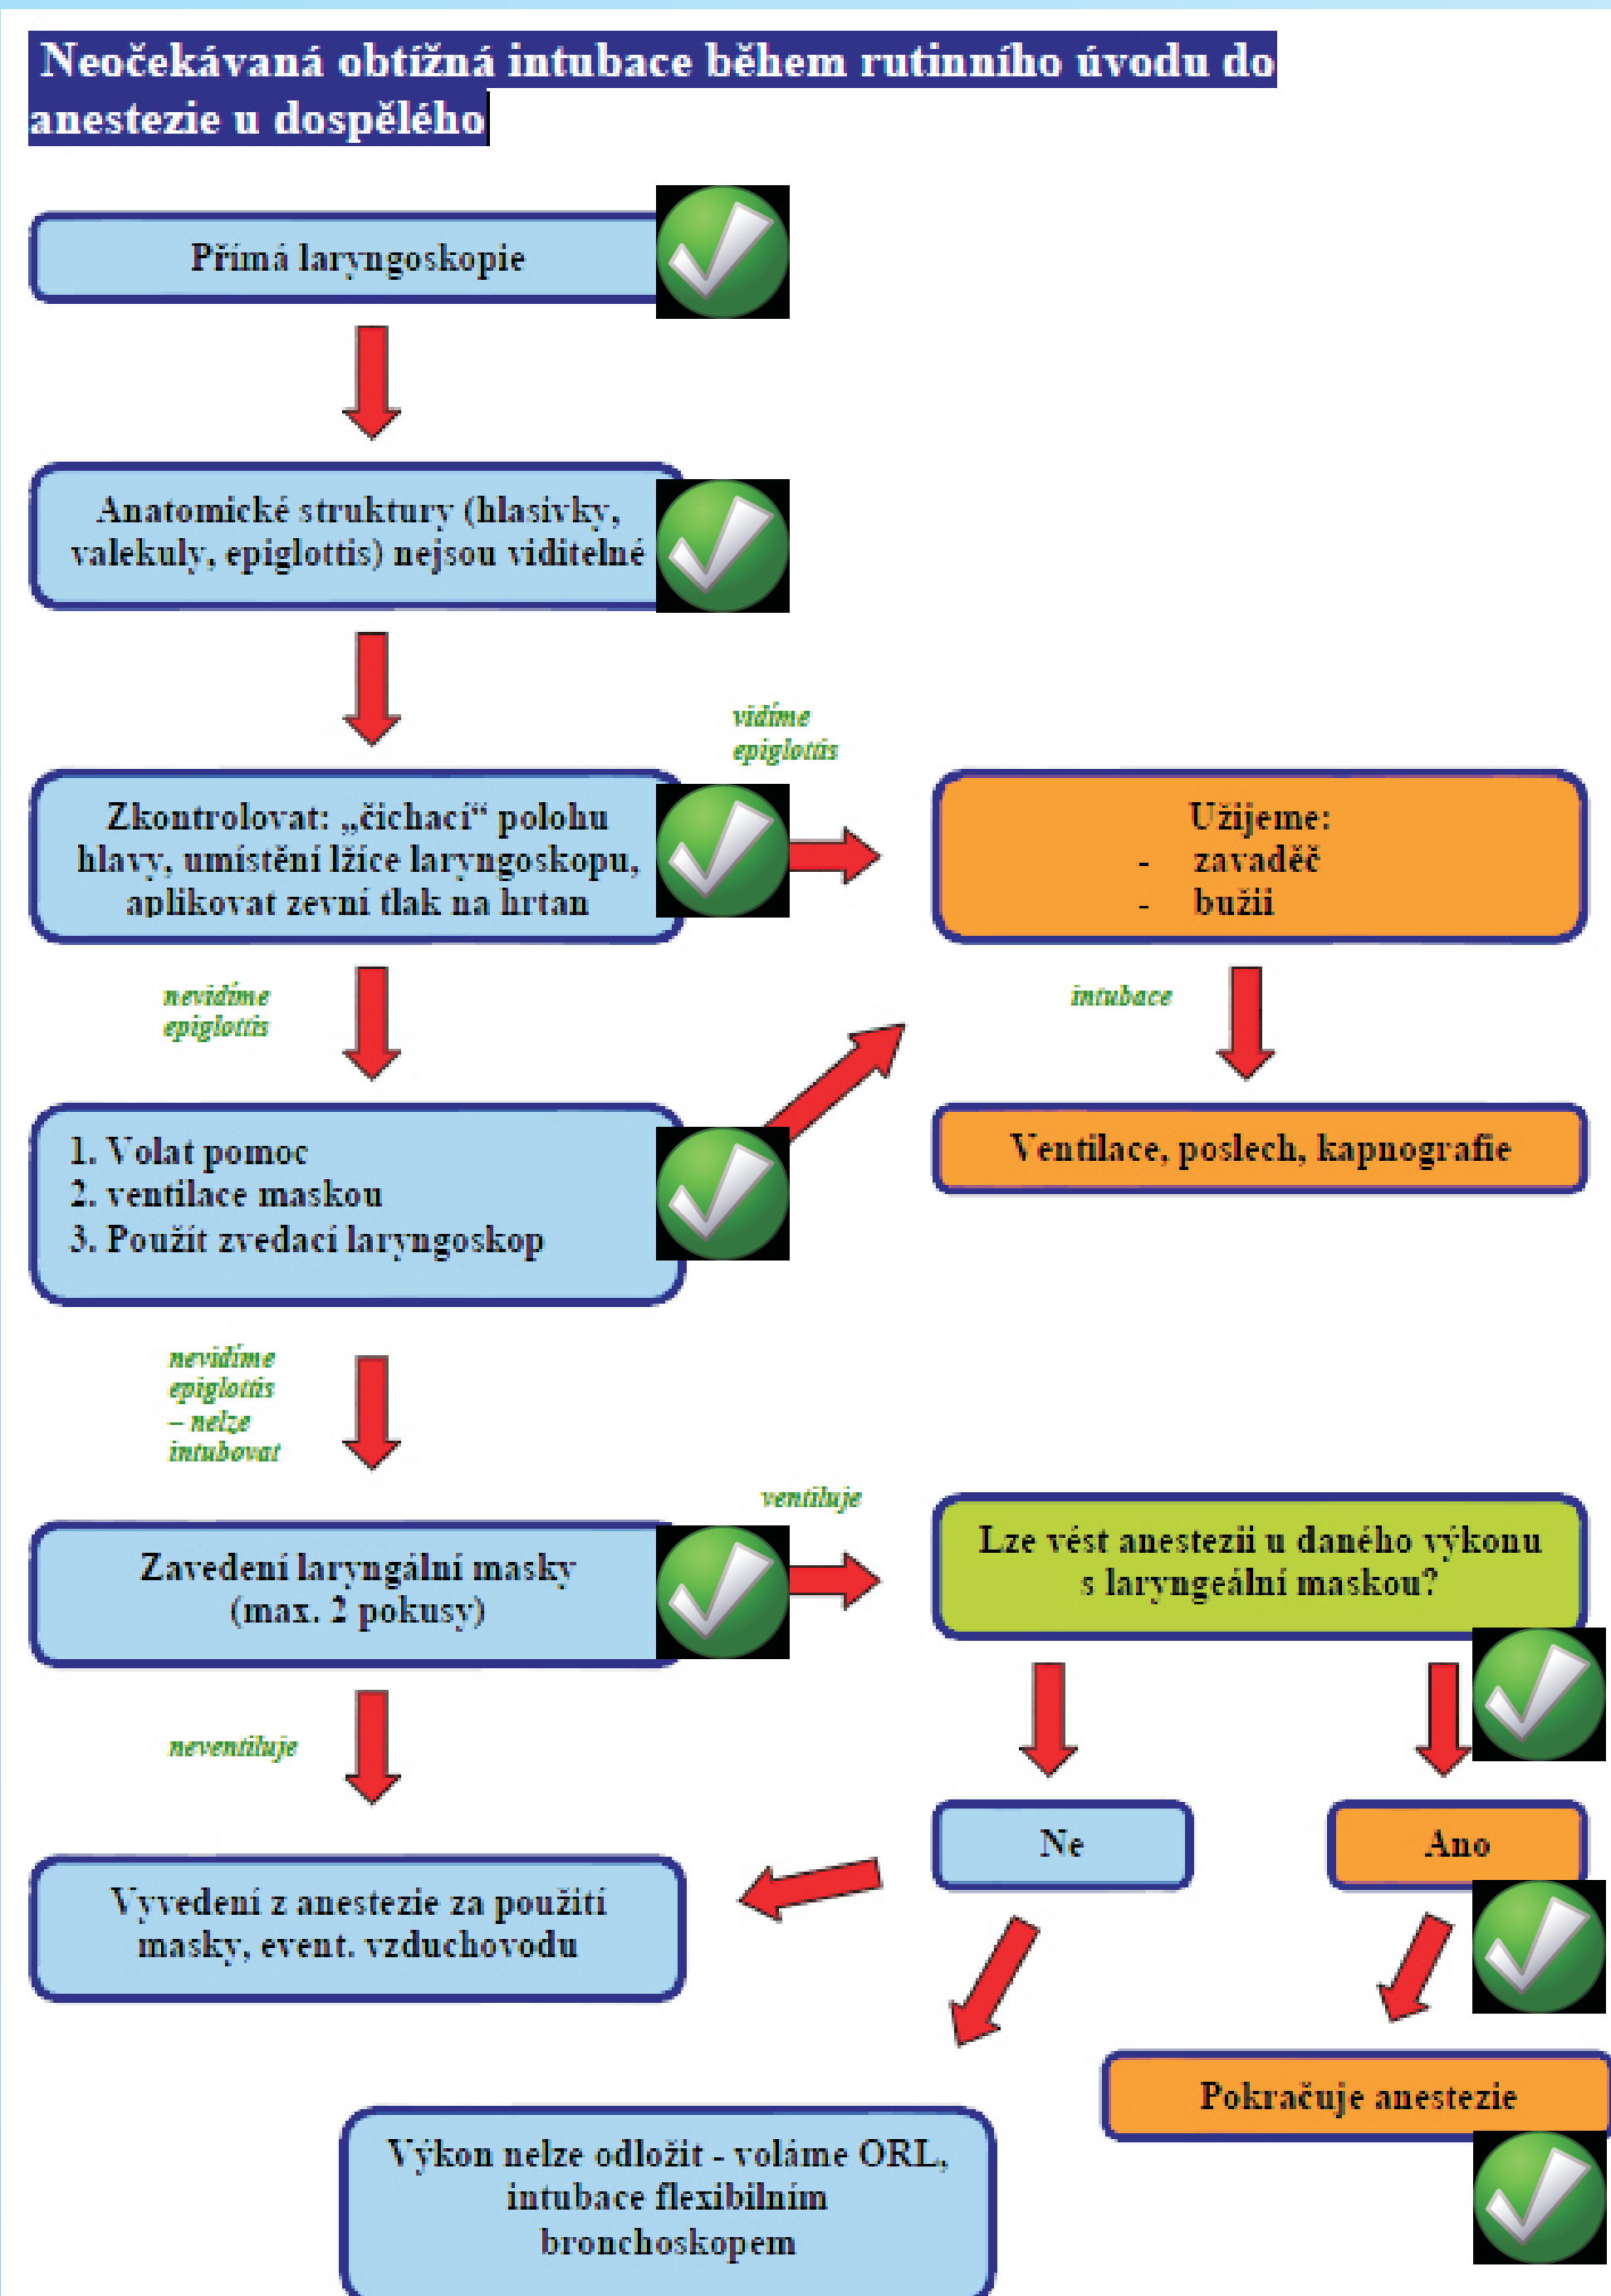 Neočekávaná obtížná intubace během rutinního úvodu do
anestezie u dospělého
Přímá laryngoskopie
Anatomické struktury (hlasivky,
valekuly, epiglottis) nejsou viditelné
vidíme
epiglottis
Zkontrolovat: „čichací“ polohu
hlavy, umístění lžíce laryngoskopu,
aplikovat zevní tlak na hrtan
Užijeme:
- zavaděč
- bužii
nevidíme
epiglottis
intubace
1. Volat pomoc
2. ventilace maskou
3. Použít zvedací laryngoskop
Ventilace, poslech, kapnografie
nevidíme
epiglottis
– nelze
intubovat
ventiluje
Zavedení laryngální masky
(max. 2 pokusy)
Lze vést anestezii u daného výkonu
s laryngeální maskou?
neventiluje
Ne
Ano
Vyvedení z anestezie za použití
masky, event. vzduchovodu
Pokračuje anestezie
Výkon nelze odložit - voláme ORL,
intubace flexibilním
bronchoskopem